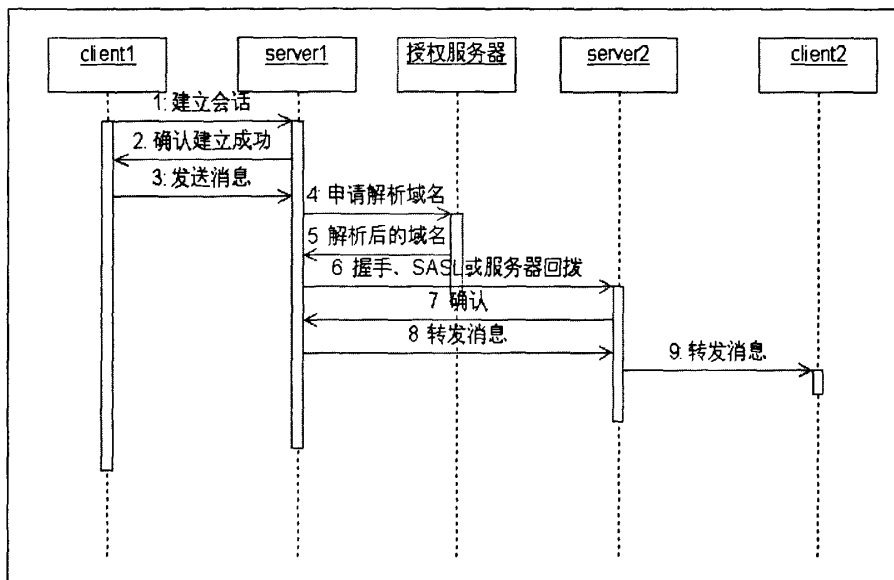 client1
server1
授权服务器
server2
client2
1: 建立会话
2. 确认建立成功
3: 发送消息
4: 申请解析域名
5 解析后的域名
6 握手、SASL或服务器回拨
7 确认
8 转发消息
9: 转发消息